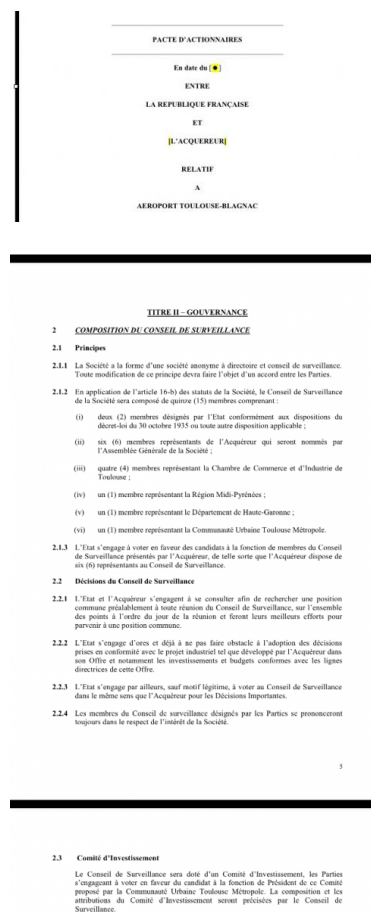 PACTE D'ACTIONNAIRES
En date du [●]
ENTRE
LA REPUBLIQUE FRANÇAISE
ET
[L'ACQUEREUR]
RELATIF
A
AEROPORT TOULOUSE-BLAGNAC
TITRE II – GOUVERNANCE
2 COMPOSITION DU CONSEIL DE SURVEILLANCE
2.1 Principes
2.1.1 La Société a la forme d'une société anonyme à directoire et conseil de surveillance.
Toute modification de ce principe devra faire l'objet d'un accord entre les Parties.
2.1.2 En application de l'article 16-b) des statuts de la Société, le Conseil de Surveillance
de la Société sera composé de quinze (15) membres comprenant :
(i) deux (2) membres désignés par l'Etat conformément aux dispositions du
décret-loi du 30 octobre 1935 ou toute autre disposition applicable ;
(ii) six (6) membres représentants de l'Acquéreur qui seront nommés par
l'Assemblée Générale de la Société ;
(iii) quatre (4) membres représentant la Chambre de Commerce et d'Industrie de
Toulouse ;
(iv) un (1) membre représentant la Région Midi-Pyrénées ;
(v) un (1) membre représentant le Département de Haute-Garonne ;
(vi) un (1) membre représentant la Communauté Urbaine Toulouse Métropole.
2.1.3 L'Etat s'engage à voter en faveur des candidats à la fonction de membres du Conseil
de Surveillance présentés par l'Acquéreur, de telle sorte que l'Acquéreur dispose de
six (6) représentants au Conseil de Surveillance.
2.2 Décisions du Conseil de Surveillance
2.2.1 L'Etat et l'Acquéreur s'engagent à se consulter afin de rechercher une position
commune préalablement à toute réunion du Conseil de Surveillance, sur l'ensemble
des points à l'ordre du jour de la réunion et feront leurs meilleurs efforts pour
parvenir à une position commune.
2.2.2 L'Etat s'engage d'ores et déjà à ne pas faire obstacle à l'adoption des décisions
prises en conformité avec le projet industriel tel que développé par l'Acquéreur dans
son Offre et notamment les investissements et budgets conformes avec les lignes
directrices de cette Offre.
2.2.3 L'Etat s'engage par ailleurs, sauf motif légitime, à voter au Conseil de Surveillance
dans le même sens que l'Acquéreur pour les Décisions Importantes.
2.2.4 Les membres du Conseil de surveillance désignés par les Parties se prononceront
toujours dans le respect de l'intérêt de la Société.
5
2.3 Comité d'Investissement
Le Conseil de Surveillance sera doté d'un Comité d'Investissement, les Parties
s'engageant à voter en faveur du candidat à la fonction de Président de ce Comité
proposé par la Communauté Urbaine Toulouse Métropole. La composition et les
attributions du Comité d'Investissement seront précisées par le Conseil de
Surveillance.